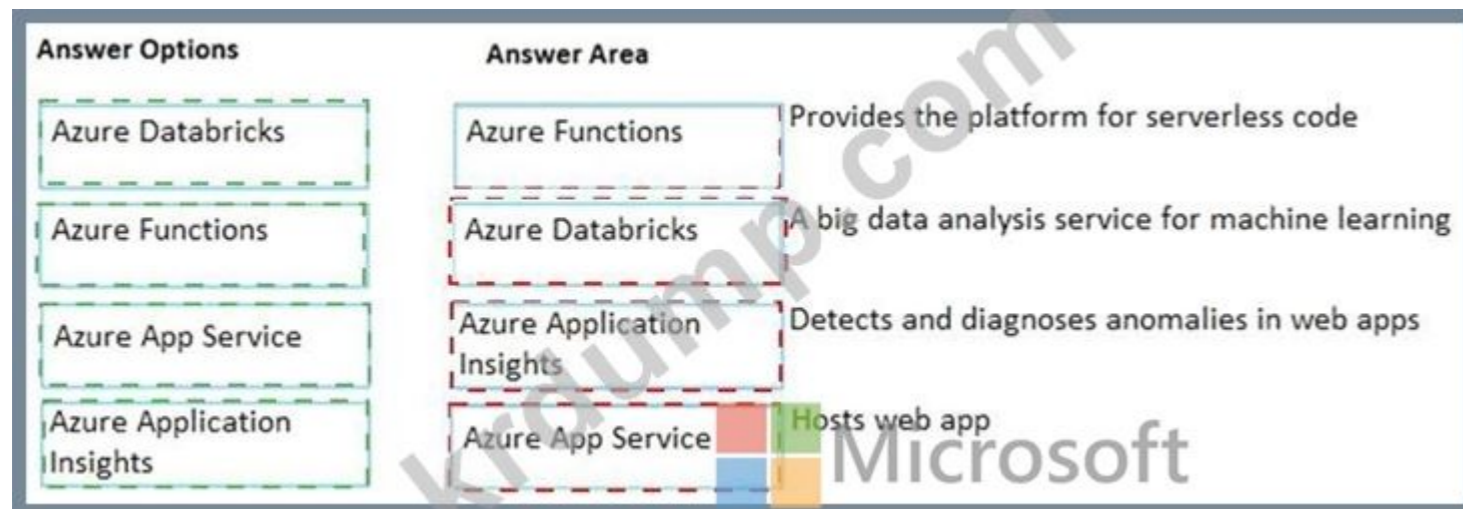 Answer Options
Answer Area
Azure Databricks
Azure Functions
Provides the platform for serverless code
Azure Functions
Azure Databricks
A big data analysis service for machine learning
Azure App Service
Azure Application
Insights
Detects and diagnoses anomalies in web apps
Azure Application
Insights
Azure App Service
Hosts web app
Microsoft
krdump.com